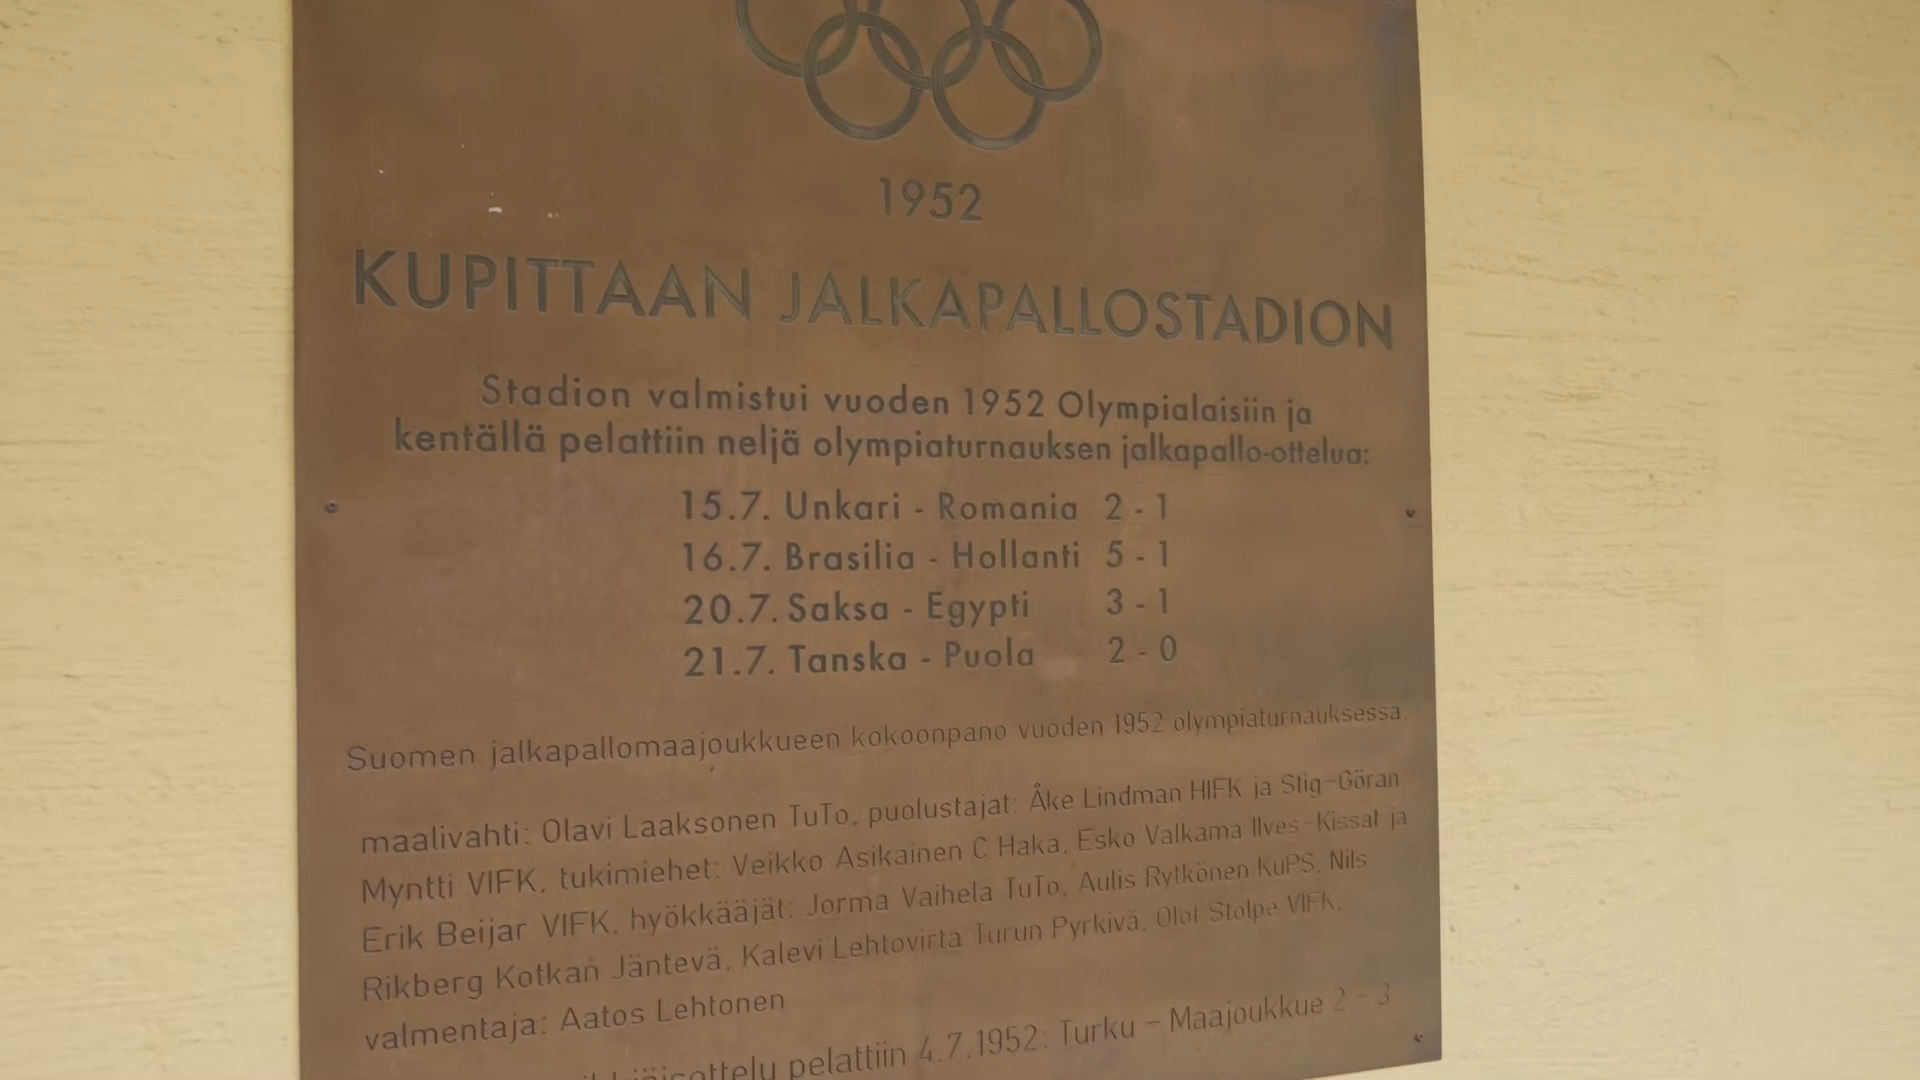 1952
KUPITTAAN JALKAPALLOSTADION
Stadion valmistui vuoden 1952 Olympialaisiin ja
kentällä pelattiin neljä olympiaturnauksen jalkapallo-ottelua:
15.7. Unkari - Romania 2 - 1
16.7. Brasilia - Hollanti 5 - 1
20.7. Saksa - Egypti 3 - 1
21.7. Tanska - Puola 2 - 0
Suomen jalkapallomaajoukkueen kokoonpano vuoden 1952 olympiaturnauksessa
maalivahti: Olavi Laaksonen TuTo, puolustajat: Åke Lindman HIFK ja Stig-Göran
Myntti VIFK, tukimiehet: Veikko Asikainen C Haka, Esko Valkama Ilves-Kissat ja
Erik Beijar VIFK, hyökkääjät: Jorma Vaihela TuTo, Aulis Rytkönen KuPS, Nils
Rikberg Kotkan Jäntevä, Kalevi Lehtovirta Turun Pyrkivä, Olof Stolpe VIFK,
valmentaja: Aatos Lehtonen
pelattiin 4.7.1952: Turku - Maajoukkue 2 - 3